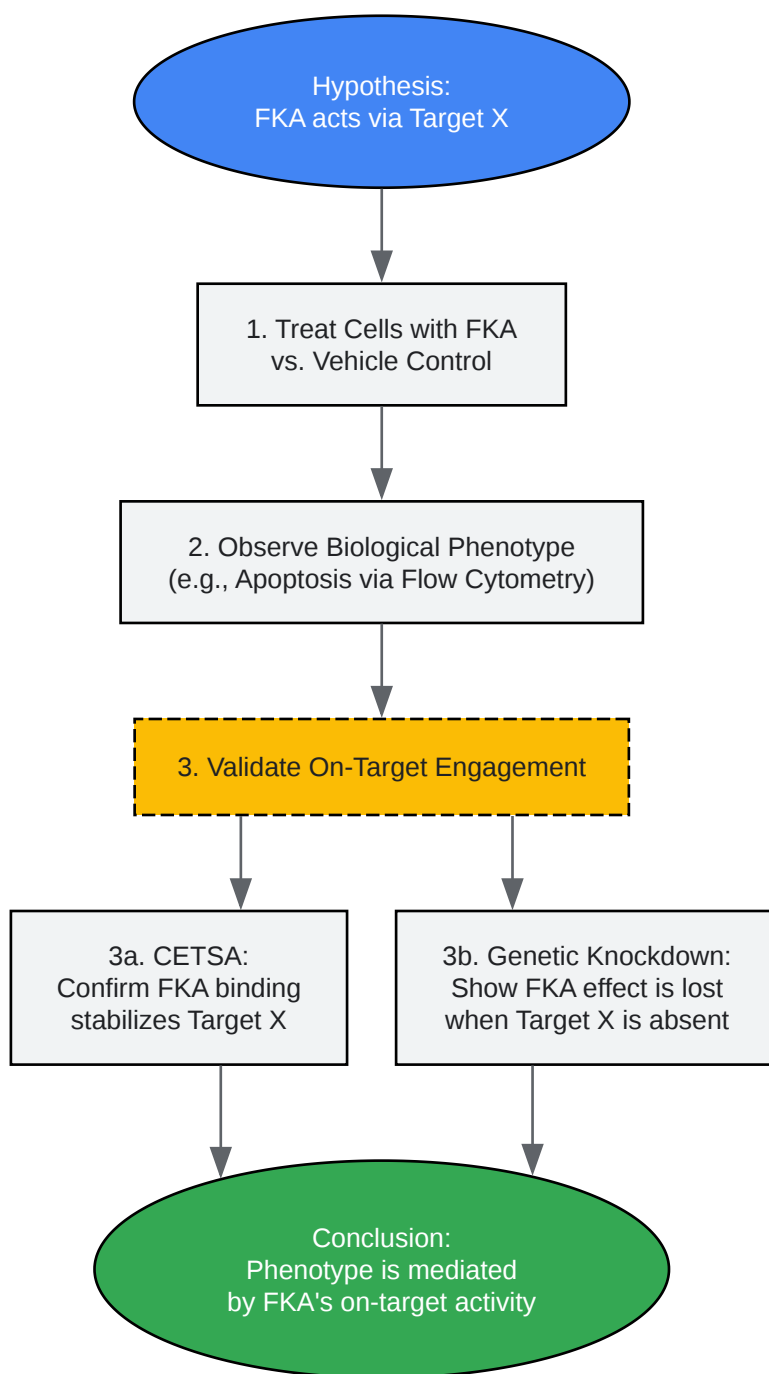 Hypothesis:
FKA acts via Target X
1. Treat Cells with FKA
vs. Vehicle Control
2. Observe Biological Phenotype
(e.g., Apoptosis via Flow Cytometry)
3. Validate On-Target Engagement
3a. CETSA:
Confirm FKA binding
stabilizes Target X
3b. Genetic Knockdown:
Show FKA effect is lost
when Target X is absent
Conclusion:
Phenotype is mediated
by FKA's on-target activity